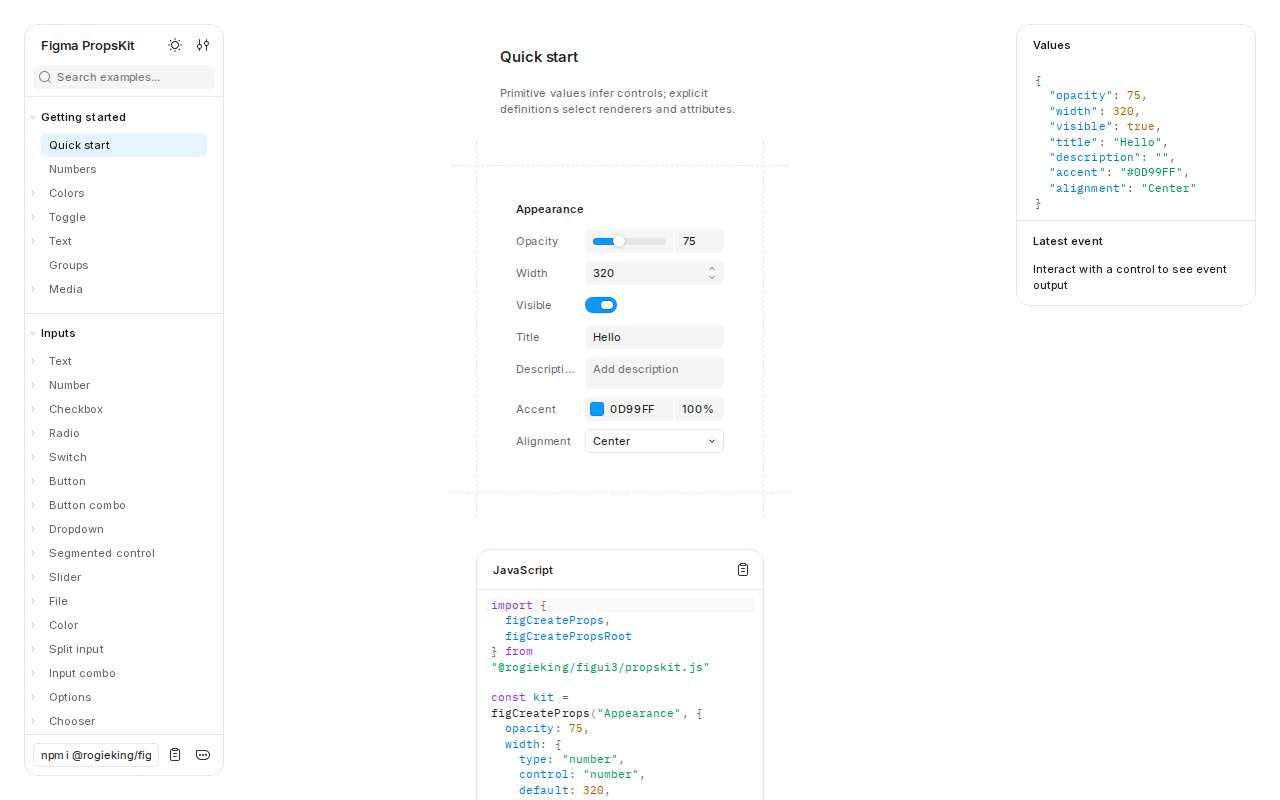 Figma PropsKit
Search examples...
Getting started
Quick start
Numbers
Colors
Toggle
Text
Groups
Media
Inputs
Text
Number
Checkbox
Radio
Switch
Button
Button combo
Dropdown
Segmented control
Slider
File
Color
Split input
Input combo
Options
Chooser
npm i @rogieking/fig
Quick start
Primitive values infer controls; explicit
definitions select renderers and attributes.
Appearance
Opacity 75
Width 320
Visible
Title Hello
Descripti... Add description
Accent 0D99FF 100%
Alignment Center
JavaScript
import {
figCreateProps,
figCreatePropsRoot
} from
"@rogieking/figui3/propskit.js"
const kit =
figCreateProps("Appearance", {
opacity: 75,
width: {
type: "number",
control: "number",
default: 320,
Values
{
"opacity": 75,
"width": 320,
"visible": true,
"title": "Hello",
"description": "",
"accent": "#0D99FF",
"alignment": "Center"
}
Latest event
Interact with a control to see event
output